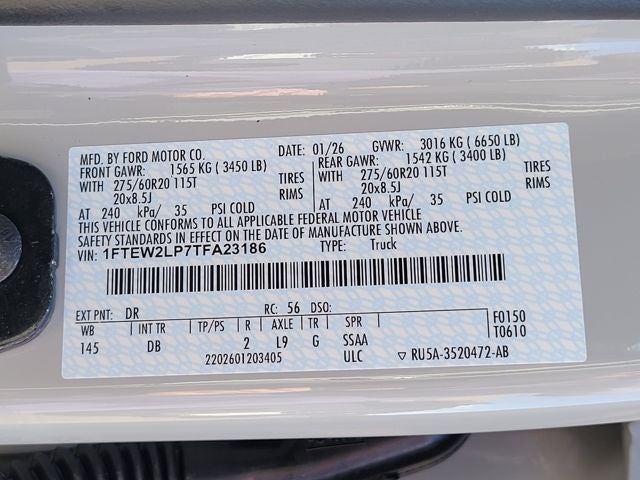 MFD. BY FORD MOTOR CO. DATE: 01/26 GVWR: 3016 KG (6650 LB)
FRONT GAWR: 1565 KG (3450 LB) REAR GAWR: 1542 KG (3400 LB)
WITH 275/60R20 115T TIRES WITH 275/60R20 115T TIRES
20x8.5J RIMS 20x8.5J RIMS
AT 240 kPa/ 35 PSI COLD AT 240 kPa/ 35 PSI COLD
THIS VEHICLE CONFORMS TO ALL APPLICABLE FEDERAL MOTOR VEHICLE
SAFETY STANDARDS IN EFFECT ON THE DATE OF MANUFACTURE SHOWN ABOVE.
VIN: 1FTEW2LP7TFA23186 TYPE: Truck
EXT PNT: DR RC: 56 DSO: F0150
WB INT TR TP/PS R AXLE TR SPR T0610
145 DB 2 L9 G SSAA
2202601203405 ULC ▽ RU5A-3520472-AB